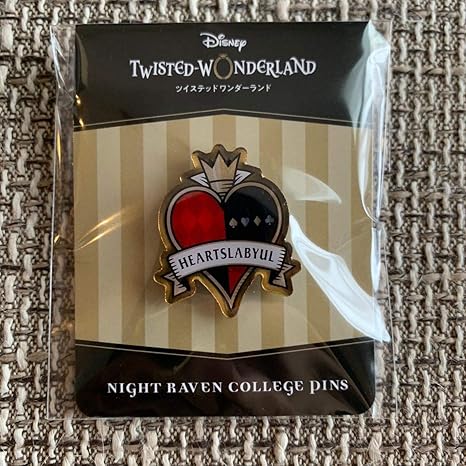 Disney
TWISTED-WONDERLAND
ツイステッドワンダーランド
HEARTSLABYUL
NIGHT RAVEN COLLEGE PINS